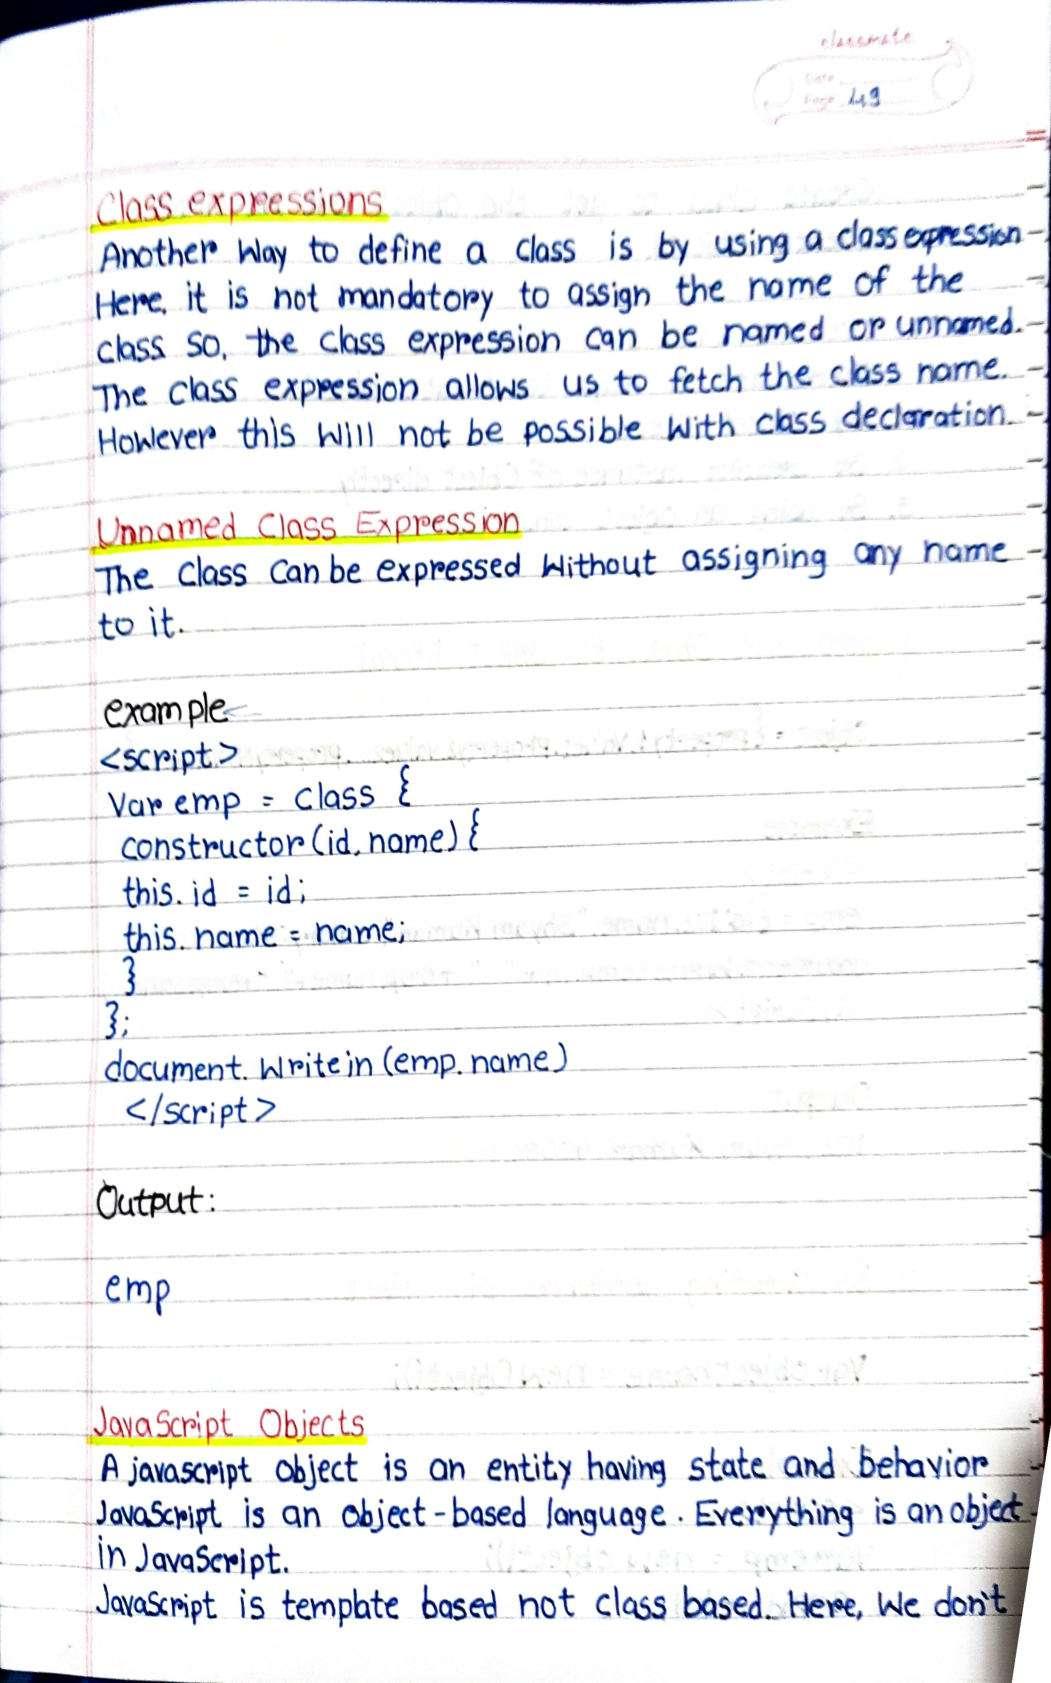 classmate
Date
Page 49
Class expressions
Another way to define a class is by using a class expression
Here, it is not mandatory to assign the name of the
class so, the class expression can be named or unnamed.
The class expression allows us to fetch the class name.
However this will not be possible with class declaration.
Unnamed Class Expression
The class can be expressed without assigning any name
to it.
example
<script>
Var emp = class {
constructor (id, name) {
this. id = id;
this. name = name;
}
};
document. Writein (emp. name)
</script>
Output:
emp
JavaScript Objects
A javascript object is an entity having state and behavior
JavaScript is an object-based language. Everything is an object
in JavaScript.
JavaScript is template based not class based. Here, we don't